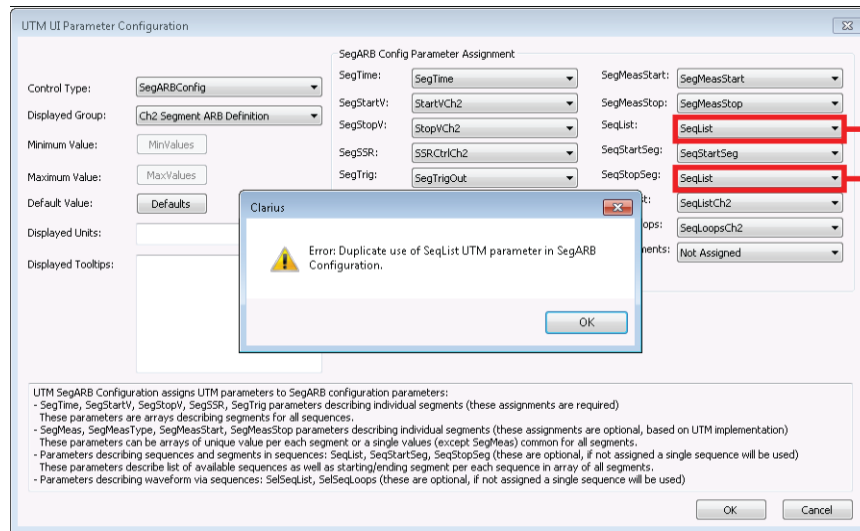 UTM UI Parameter Configuration
SegARB Config Parameter Assignment
Control Type: SegARBConfig
Displayed Group: Ch2 Segment ARB Definition
Minimum Value: MinValues
Maximum Value: MaxValues
Default Value: Defaults
Displayed Units:
Displayed Tooltips:
SegTime: SegTime
SegStartV: StartVCh2
SegStopV: StopVCh2
SegSSR: SSRCtrlCh2
SegTrig: SegTrigOut
SegMeasStart: SegMeasStart
SegMeasStop: SegMeasStop
SeqList: SeqList
SeqStartSeg: SeqStartSeg
SeqStopSeg: SeqList
t: SeqListCh2
ops: SeqLoopsCh2
ments: Not Assigned
Clarius
Error: Duplicate use of SeqList UTM parameter in SegARB
Configuration.
OK
UTM SegARB Configuration assigns UTM parameters to SegARB configuration parameters:
- SegTime, SegStartV, SegStopV, SegSSR, SegTrig parameters describing individual segments (these assignments are required)
These parameters are arrays describing segments for all sequences.
- SegMeas, SegMeasType, SegMeasStart, SegMeasStop parameters describing individual segments (these assignments are optional, based on UTM implementation)
These parameters can be arrays of unique value per each segment or a single values (except SegMeas) common for all segments.
- Parameters describing sequences and segments in sequences: SeqList, SeqStartSeg, SeqStopSeg (these are optional, if not assigned a single sequence will be used)
These parameters describe list of available sequences as well as starting/ending segment per each sequence in array of all segments.
- Parameters describing waveform via sequences: SelSeqList, SelSeqLoops (these are optional, if not assigned a single sequence will be used)
OK Cancel